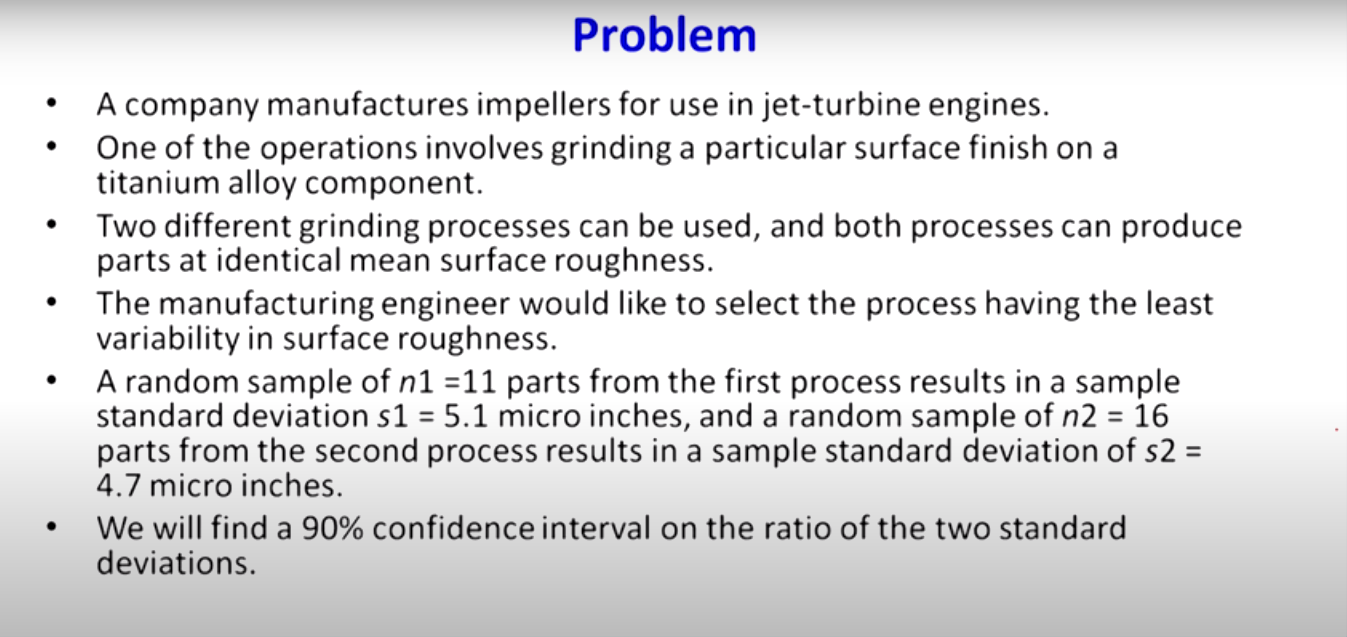 Problem
• A company manufactures impellers for use in jet-turbine engines.
• One of the operations involves grinding a particular surface finish on a
titanium alloy component.
• Two different grinding processes can be used, and both processes can produce
parts at identical mean surface roughness.
• The manufacturing engineer would like to select the process having the least
variability in surface roughness.
• A random sample of n1 =11 parts from the first process results in a sample
standard deviation s1 = 5.1 micro inches, and a random sample of n2 = 16
parts from the second process results in a sample standard deviation of s2 =
4.7 micro inches.
• We will find a 90% confidence interval on the ratio of the two standard
deviations.